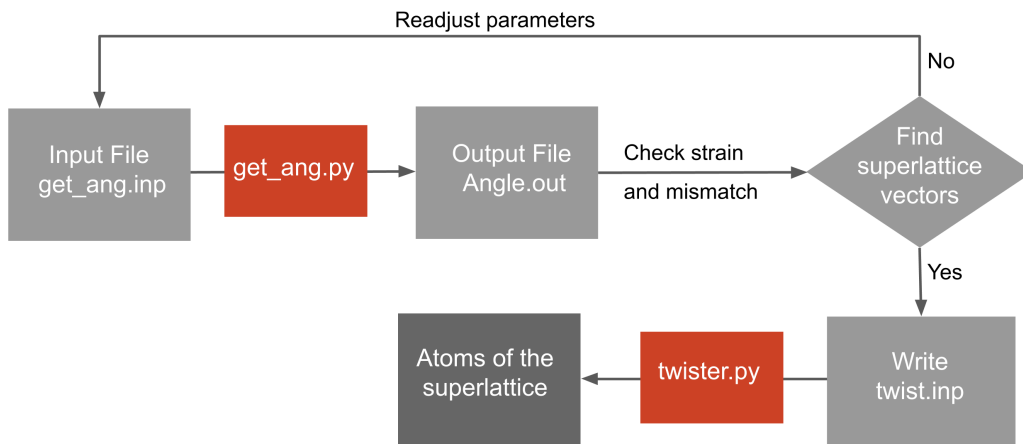 Readjust parameters
No
Input File
get_ang.inp
get_ang.py
Output File
Angle.out
Check strain
and mismatch
Find
superlattice
vectors
Yes
Atoms of the
superlattice
twister.py
Write
twist.inp